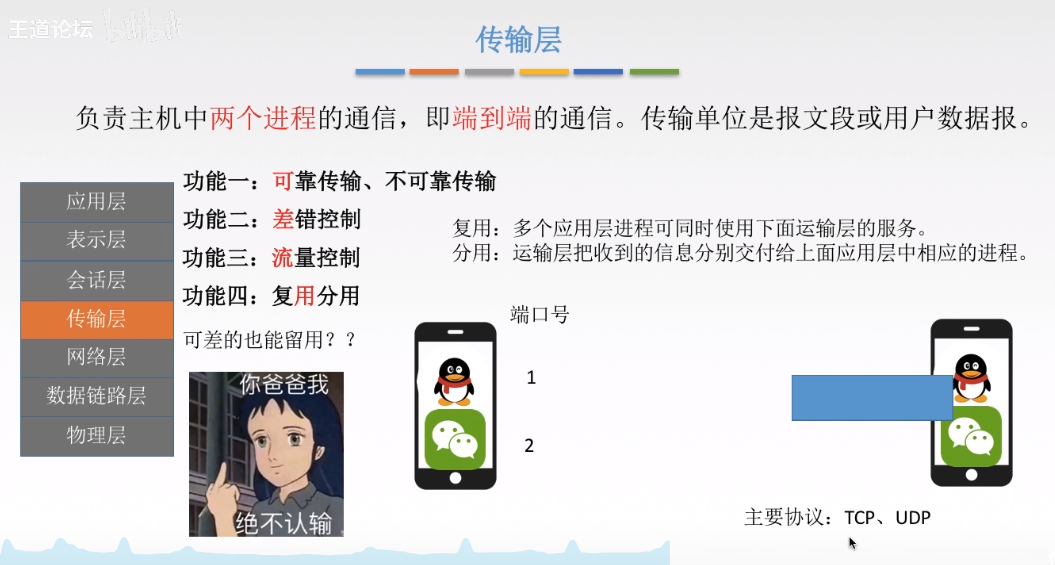 王道论坛 bilibili
传输层
负责主机中两个进程的通信，即端到端的通信。传输单位是报文段或用户数据报。
应用层
表示层
会话层
传输层
网络层
数据链路层
物理层
功能一：可靠传输、不可靠传输
功能二：差错控制
功能三：流量控制
功能四：复用分用
复用：多个应用层进程可同时使用下面运输层的服务。
分用：运输层把收到的信息分别交付给上面应用层中相应的进程。
可差的也能留用？？
你爸爸我
绝不认输
端口号
1
2
主要协议：TCP、UDP